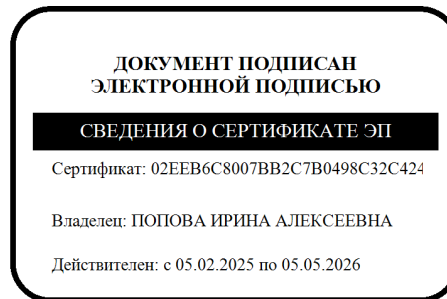 ДОКУМЕНТ ПОДПИСАН
ЭЛЕКТРОННОЙ ПОДПИСЬЮ
СВЕДЕНИЯ О СЕРТИФИКАТЕ ЭП
Сертификат: 02EEB6C8007BB2C7B0498C32C424
Владелец: ПОПОВА ИРИНА АЛЕКСЕЕВНА
Действителен: с 05.02.2025 по 05.05.2026